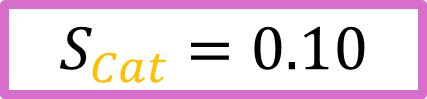 S_Cat = 0.10